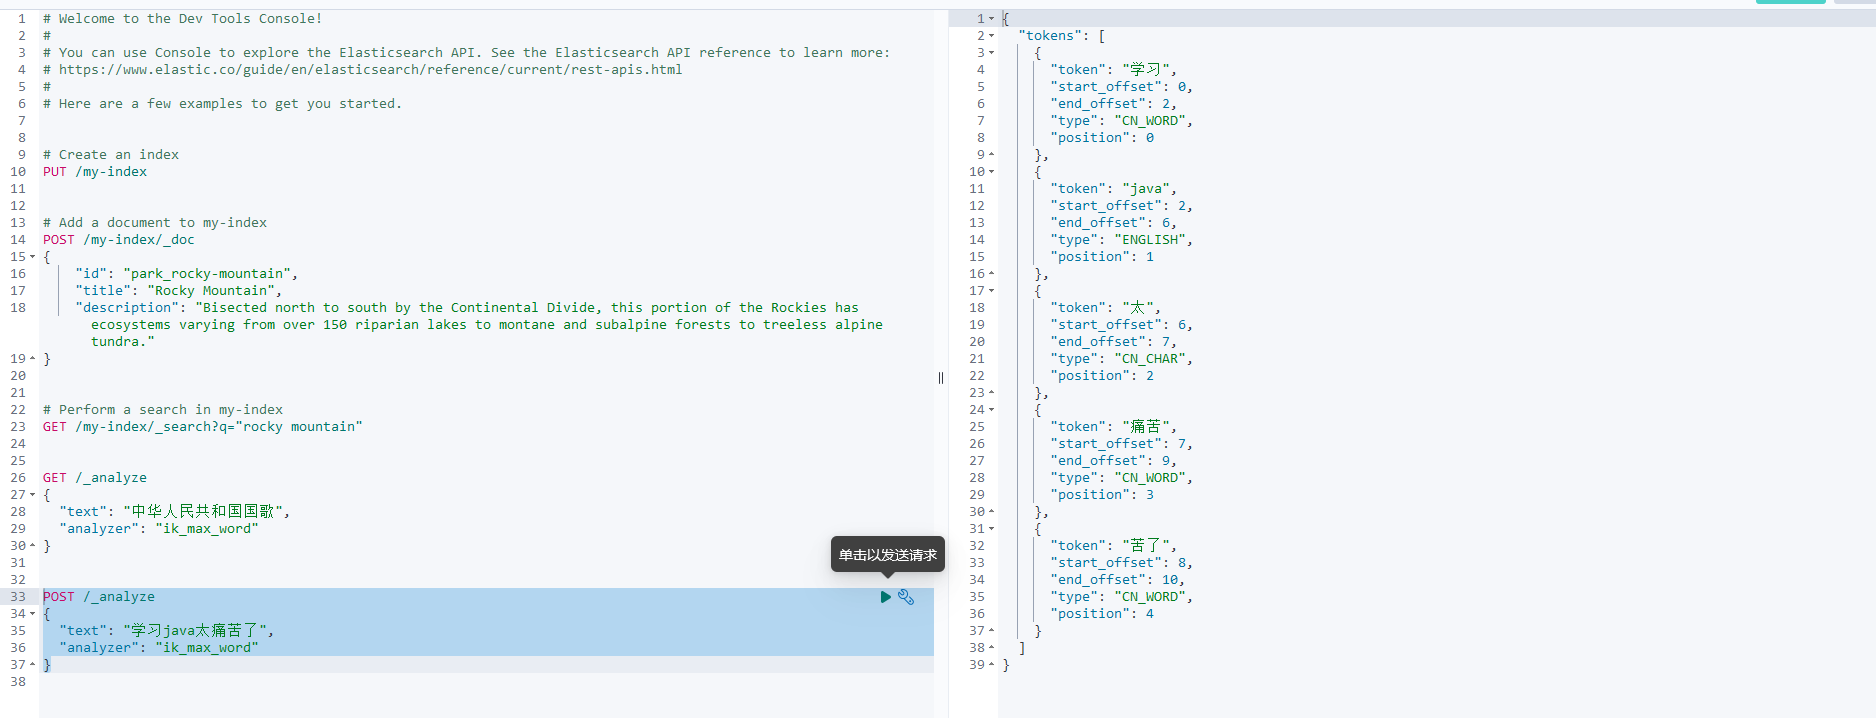 1 # Welcome to the Dev Tools Console!
2 #
3 # You can use Console to explore the Elasticsearch API. See the Elasticsearch API reference to learn more:
4 # https://www.elastic.co/guide/en/elasticsearch/reference/current/rest-apis.html
5 #
6 # Here are a few examples to get you started.
7
8
9 # Create an index
10 PUT /my-index
11
12
13 # Add a document to my-index
14 POST /my-index/_doc
15 {
16 "id": "park_rocky-mountain",
17 "title": "Rocky Mountain",
18 "description": "Bisected north to south by the Continental Divide, this portion of the Rockies has
ecosystems varying from over 150 riparian lakes to montane and subalpine forests to treeless alpine
tundra."
19 }
20
21
22 # Perform a search in my-index
23 GET /my-index/_search?q="rocky mountain"
24
25
26 GET /_analyze
27 {
28 "text": "中华人民共和国国歌",
29 "analyzer": "ik_max_word"
30 }
31
32
单击以发送请求
33 POST /_analyze
34 {
35 "text": "学习java太痛苦了",
36 "analyzer": "ik_max_word"
37 }
38
1 {
2 "tokens": [
3 {
4 "token": "学习",
5 "start_offset": 0,
6 "end_offset": 2,
7 "type": "CN_WORD",
8 "position": 0
9 },
10 {
11 "token": "java",
12 "start_offset": 2,
13 "end_offset": 6,
14 "type": "ENGLISH",
15 "position": 1
16 },
17 {
18 "token": "太",
19 "start_offset": 6,
20 "end_offset": 7,
21 "type": "CN_CHAR",
22 "position": 2
23 },
24 {
25 "token": "痛苦",
26 "start_offset": 7,
27 "end_offset": 9,
28 "type": "CN_WORD",
29 "position": 3
30 },
31 {
32 "token": "苦了",
33 "start_offset": 8,
34 "end_offset": 10,
35 "type": "CN_WORD",
36 "position": 4
37 }
38 ]
39 }